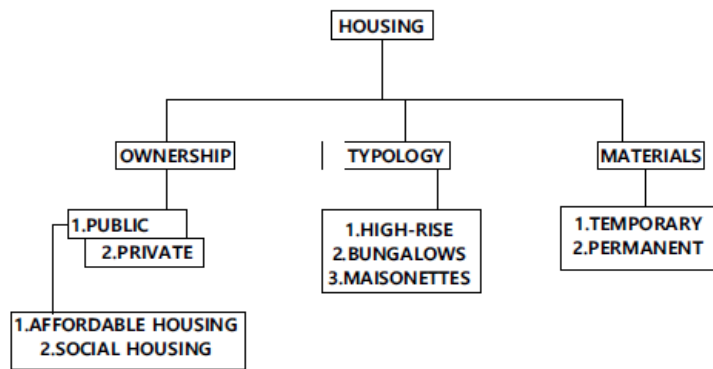 HOUSING
OWNERSHIP
TYPOLOGY
MATERIALS
1.PUBLIC
2.PRIVATE
1.HIGH-RISE
2.BUNGALOWS
3.MAISONETTES
1.TEMPORARY
2.PERMANENT
1.AFFORDABLE HOUSING
2.SOCIAL HOUSING